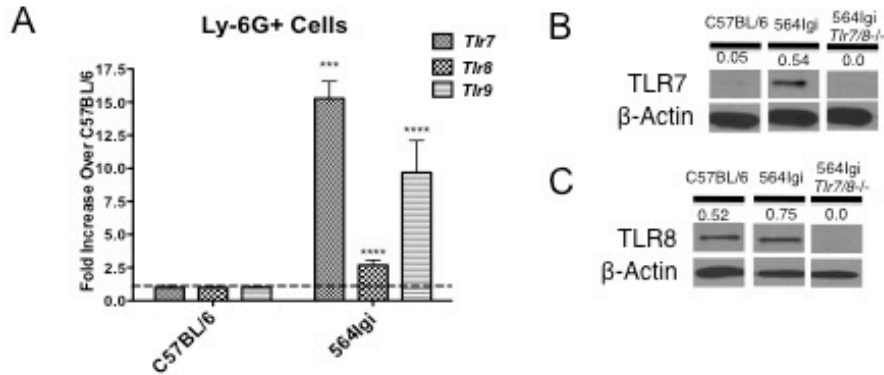 A
Ly-6G+ Cells
Fold Increase Over C57BL/6
17.5
15.0
12.5
10.0
7.5
5.0
2.5
0.0
***
****
****
C57BL/6
564Igi
Tlr7
Tlr8
Tlr9
B
C57BL/6 564Igi 564Igi
Tlr7/8-/-
0.05 0.54 0.0
TLR7
β-Actin
C
C57BL/6 564Igi 564Igi
Tlr7/8-/-
0.52 0.75 0.0
TLR8
β-Actin